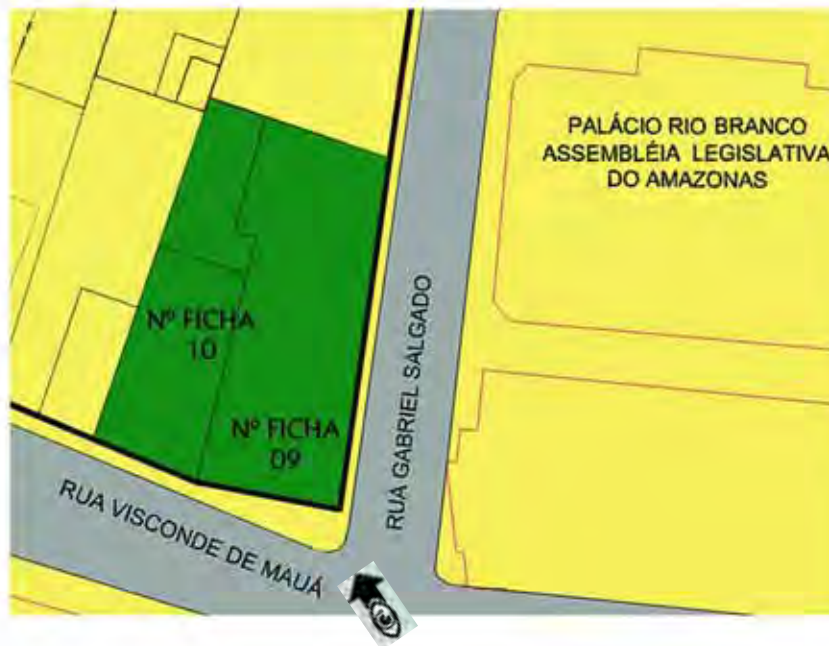 PALÁCIO RIO BRANCO
ASSEMBLÉIA LEGISLATIVA
DO AMAZONAS
Nº FICHA
10
Nº FICHA
09
RUA GABRIEL SALGADO
RUA VISCONDE DE MAUÁ